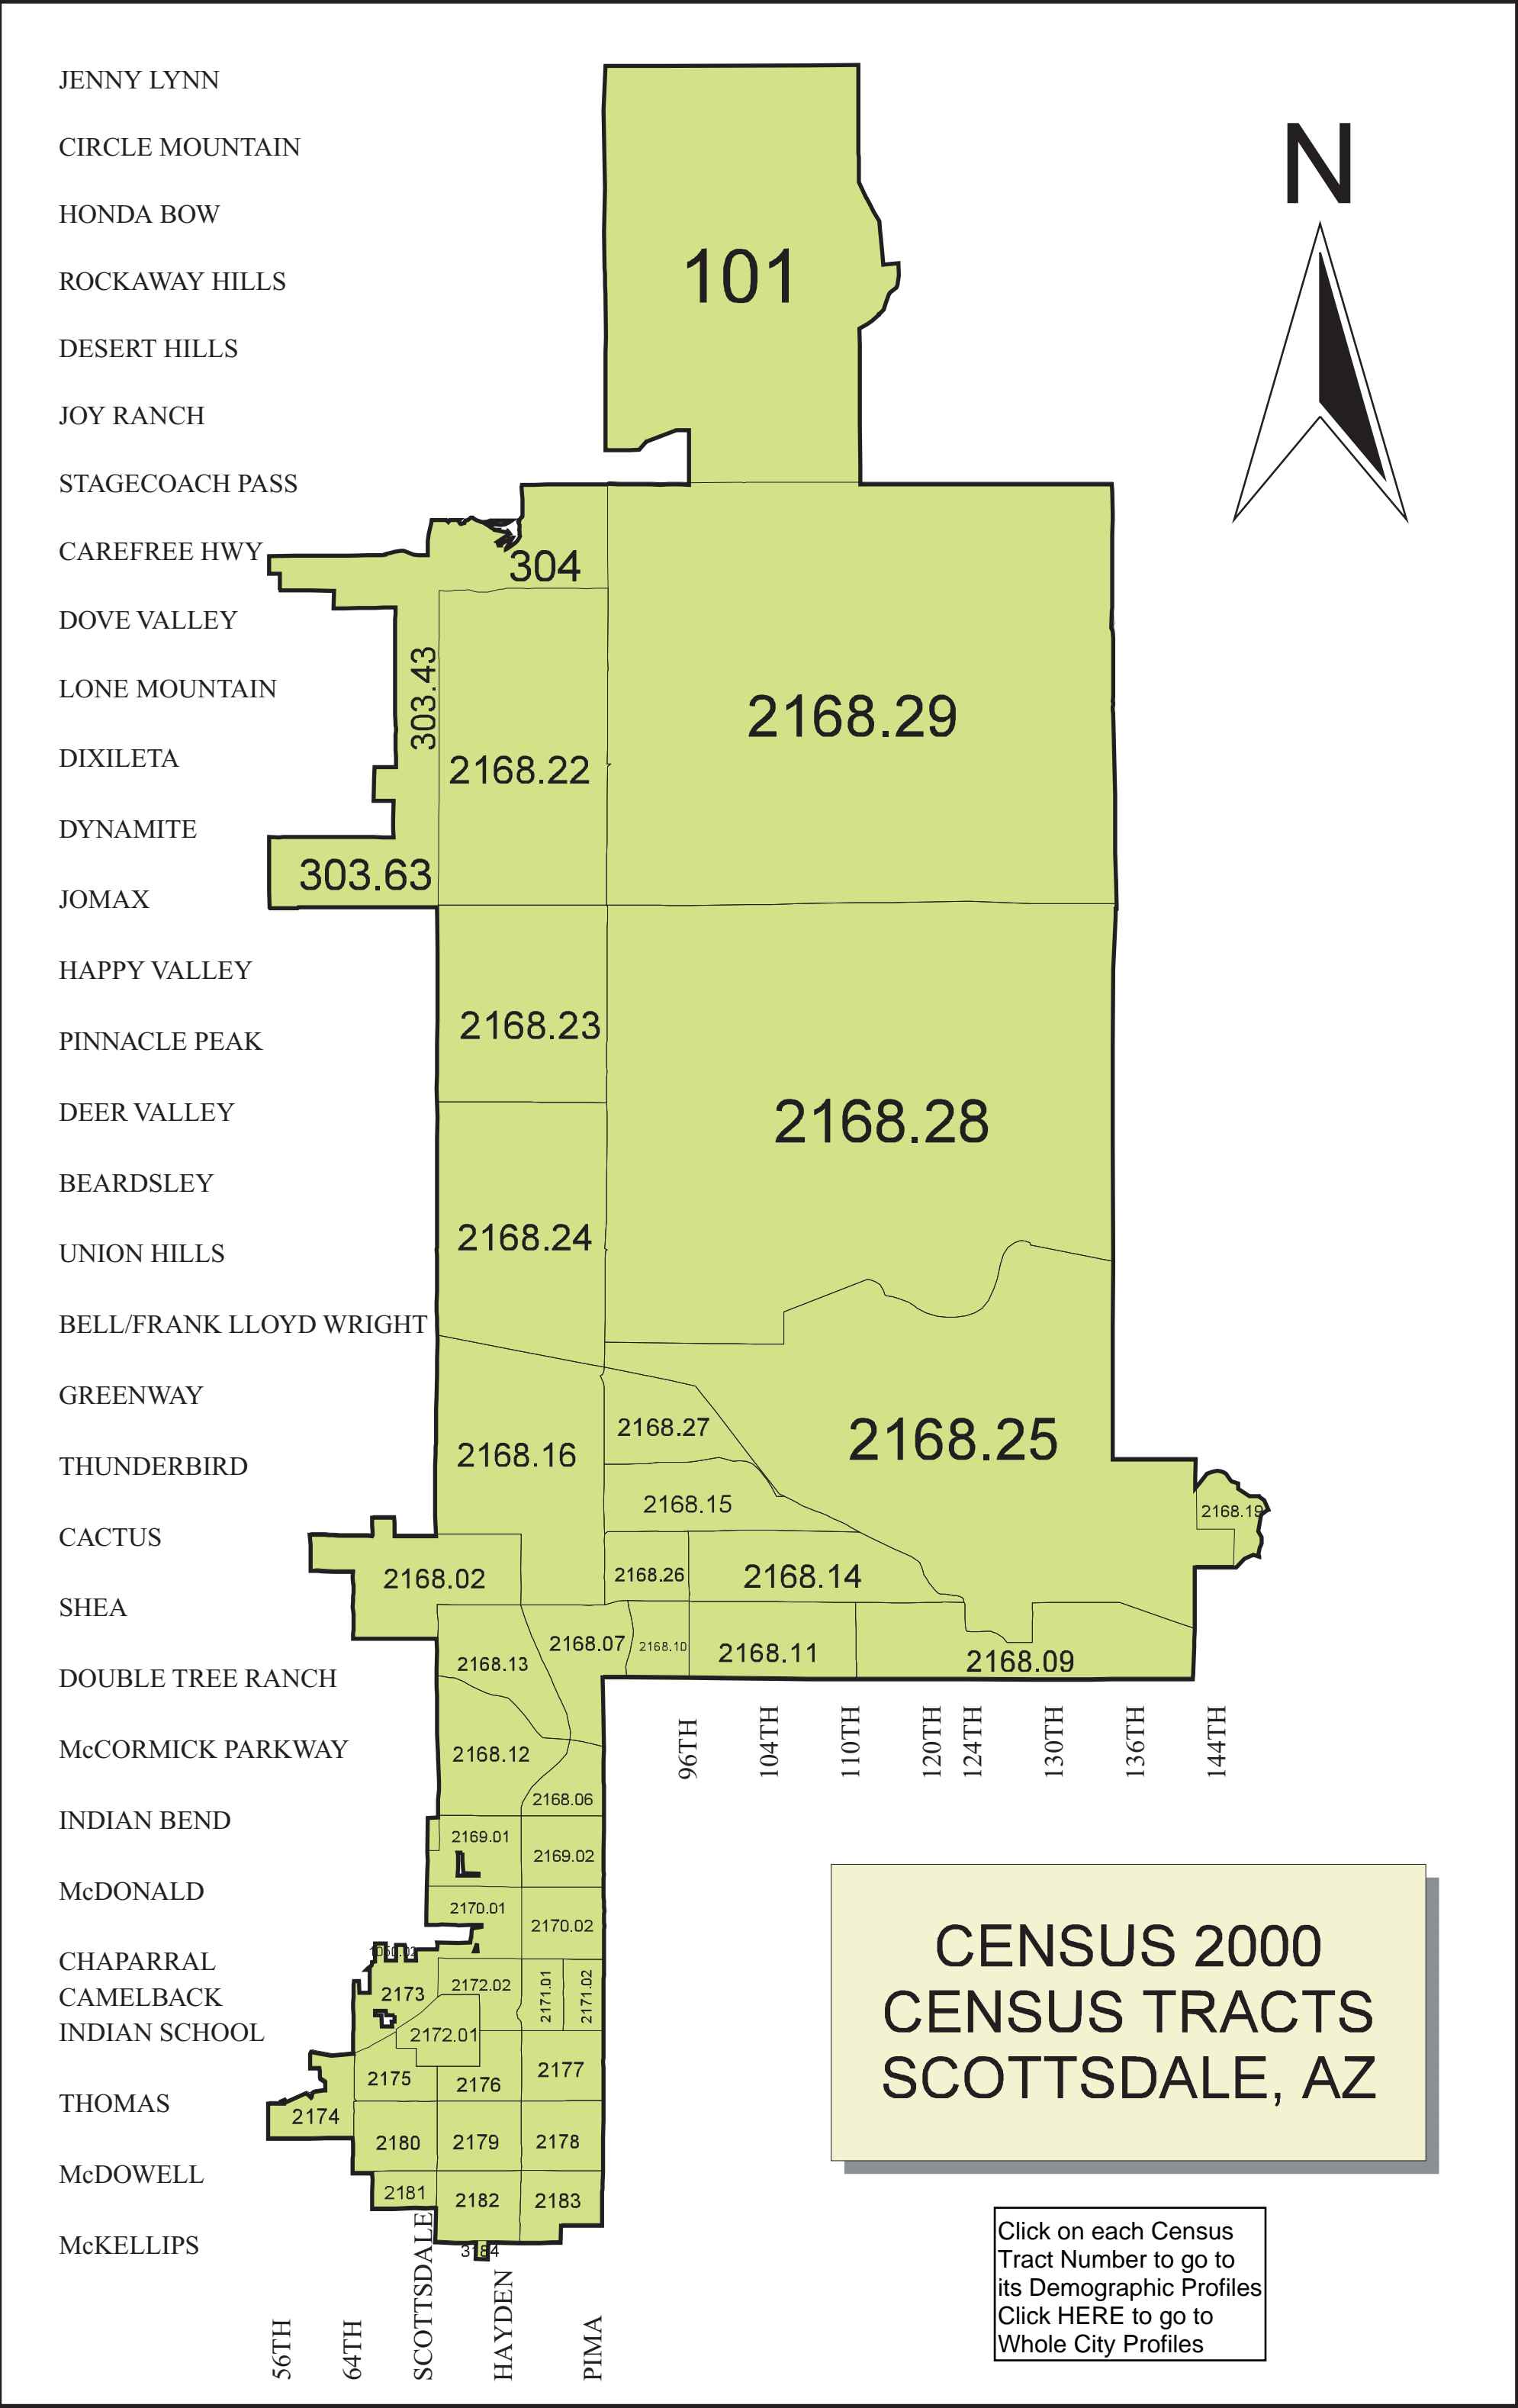 JENNY LYNN
CIRCLE MOUNTAIN
HONDA BOW
ROCKAWAY HILLS
DESERT HILLS
JOY RANCH
STAGECOACH PASS
CAREFREE HWY
DOVE VALLEY
LONE MOUNTAIN
DIXILETA
DYNAMITE
JOMAX
HAPPY VALLEY
PINNACLE PEAK
DEER VALLEY
BEARDSLEY
UNION HILLS
BELL/FRANK LLOYD WRIGHT
GREENWAY
THUNDERBIRD
CACTUS
SHEA
DOUBLE TREE RANCH
McCORMICK PARKWAY
INDIAN BEND
McDONALD
CHAPARRAL
CAMELBACK
INDIAN SCHOOL
THOMAS
McDOWELL
McKELLIPS
N
101
304
303.43
2168.29
2168.22
303.63
2168.23
2168.28
2168.24
2168.27
2168.25
2168.16
2168.15
2168.19
2168.02
2168.26
2168.14
2168.07
2168.10
2168.11
2168.09
2168.13
2168.12
2168.06
2169.01
2169.02
2170.01
2170.02
1050.02
2173
2172.02
2171.01
2171.02
2172.01
2175
2176
2177
2174
2180
2179
2178
2181
2182
2183
3184
96TH
104TH
110TH
120TH
124TH
130TH
136TH
144TH
56TH
64TH
SCOTTSDALE
HAYDEN
PIMA
CENSUS 2000
CENSUS TRACTS
SCOTTSDALE, AZ
Click on each Census
Tract Number to go to
its Demographic Profiles
Click HERE to go to
Whole City Profiles